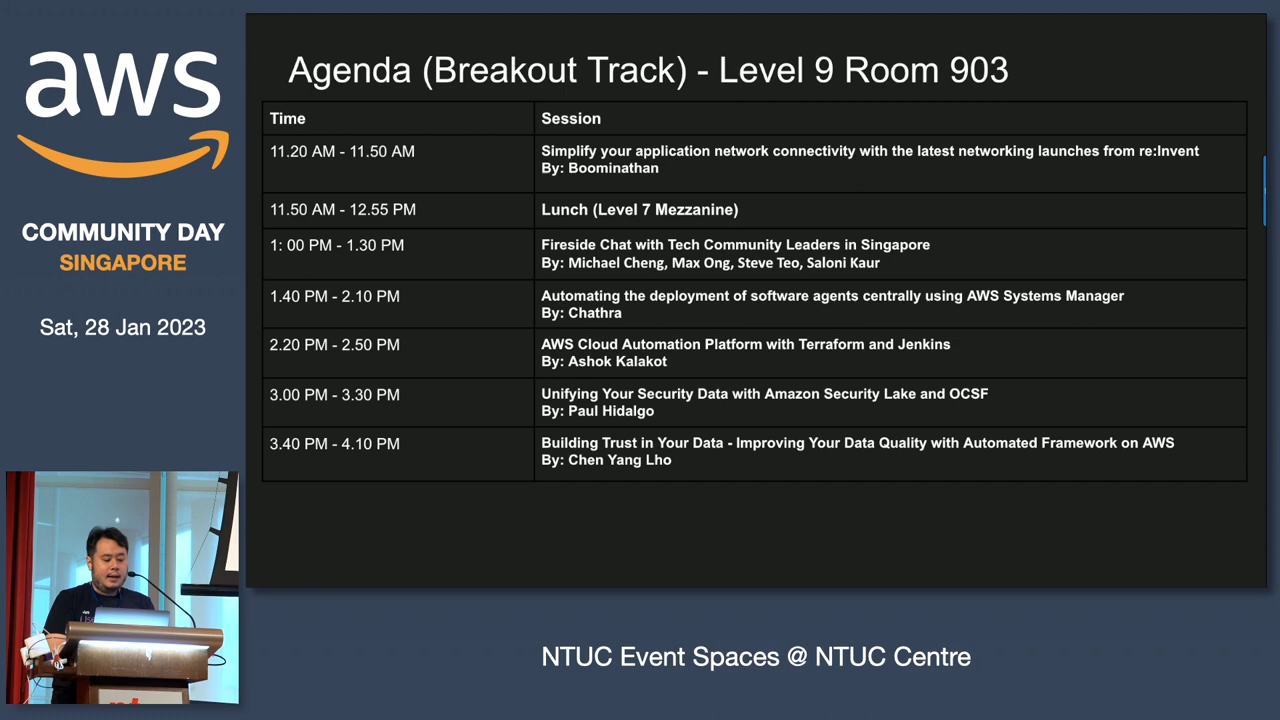 aws
COMMUNITY DAY
SINGAPORE
Sat, 28 Jan 2023
Agenda (Breakout Track) - Level 9 Room 903
Time Session
11.20 AM - 11.50 AM Simplify your application network connectivity with the latest networking launches from re:Invent
By: Boominathan
11.50 AM - 12.55 PM Lunch (Level 7 Mezzanine)
1: 00 PM - 1.30 PM Fireside Chat with Tech Community Leaders in Singapore
By: Michael Cheng, Max Ong, Steve Teo, Saloni Kaur
1.40 PM - 2.10 PM Automating the deployment of software agents centrally using AWS Systems Manager
By: Chathra
2.20 PM - 2.50 PM AWS Cloud Automation Platform with Terraform and Jenkins
By: Ashok Kalakot
3.00 PM - 3.30 PM Unifying Your Security Data with Amazon Security Lake and OCSF
By: Paul Hidalgo
3.40 PM - 4.10 PM Building Trust in Your Data - Improving Your Data Quality with Automated Framework on AWS
By: Chen Yang Lho
NTUC Event Spaces @ NTUC Centre